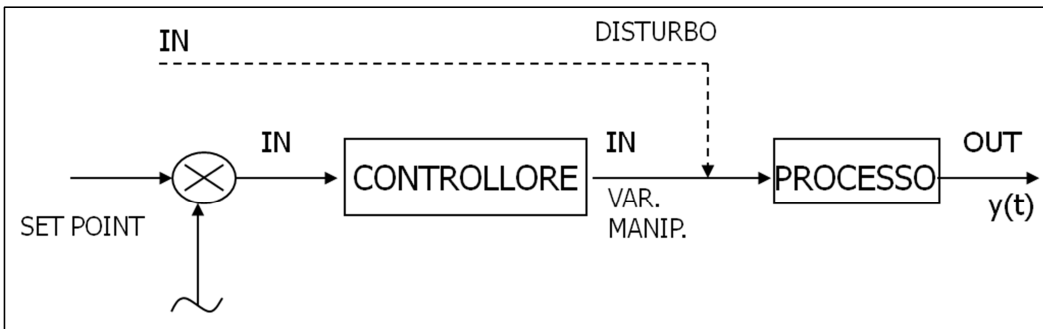 IN
DISTURBO
IN
CONTROLLORE
IN
PROCESSO
OUT
SET POINT
VAR.
MANIP.
y(t)